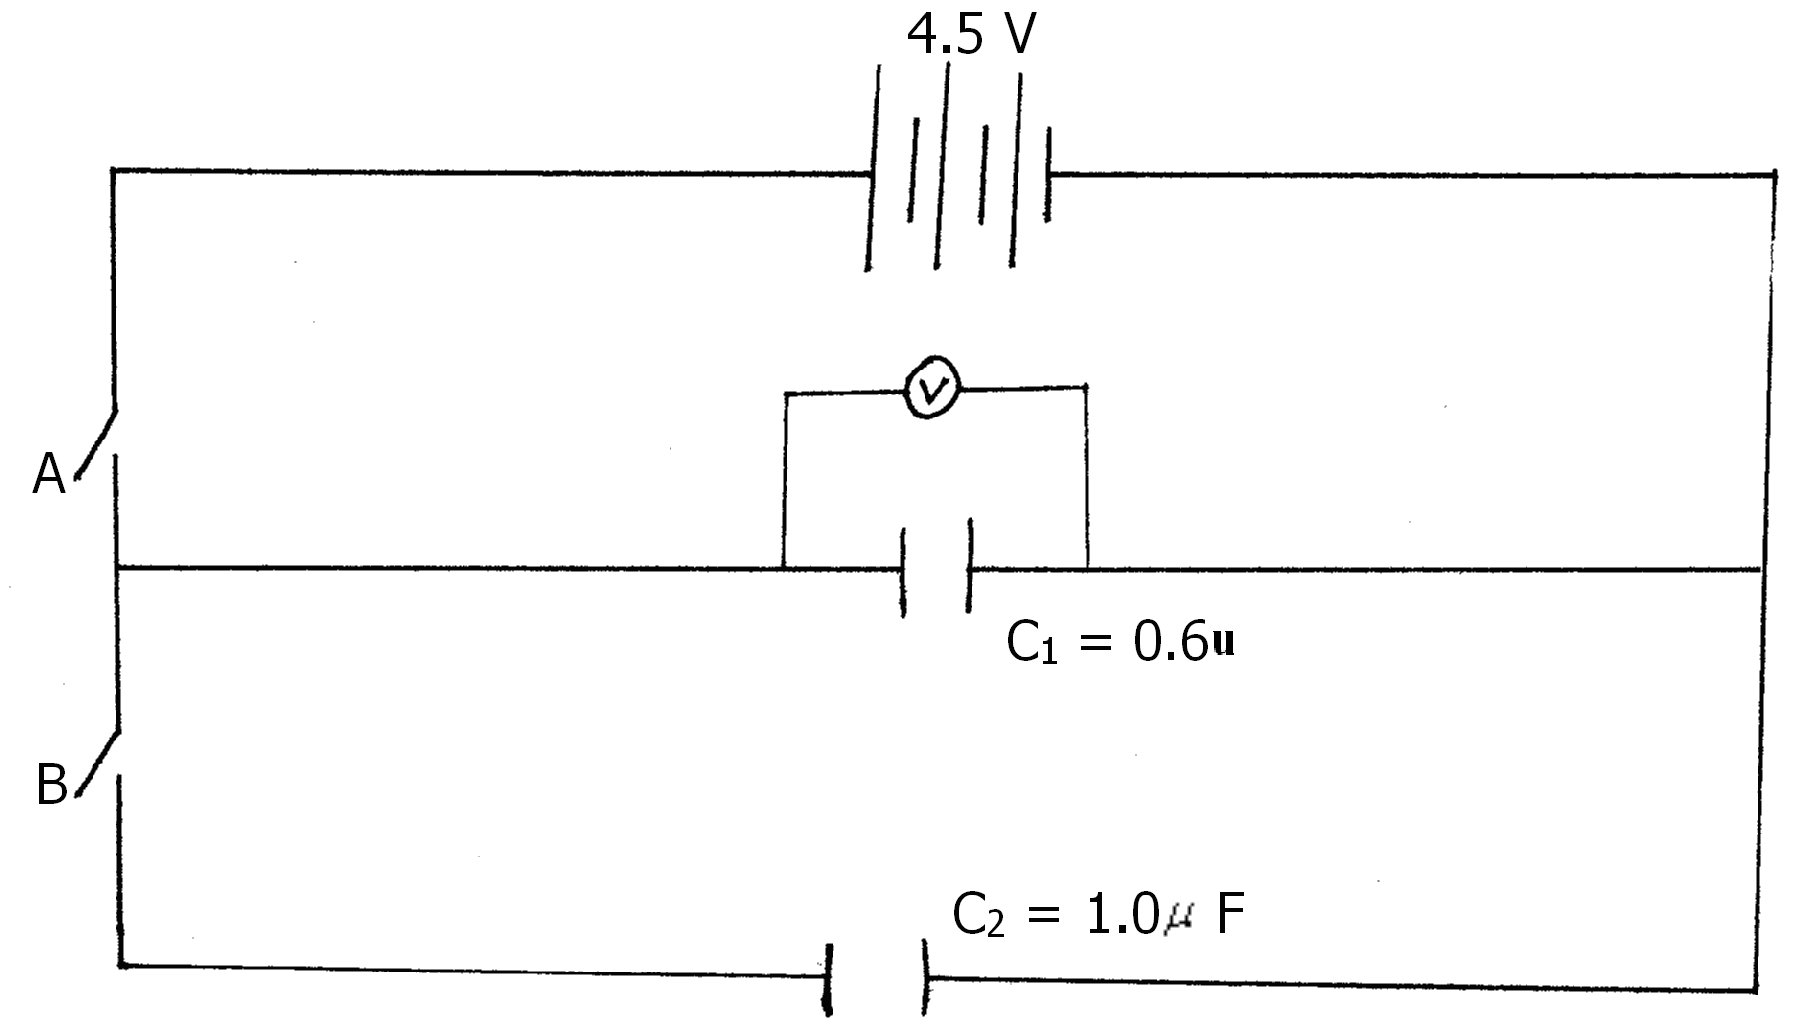 4.5 V
V
A
C₁ = 0.6u
B
C₂ = 1.0μ F